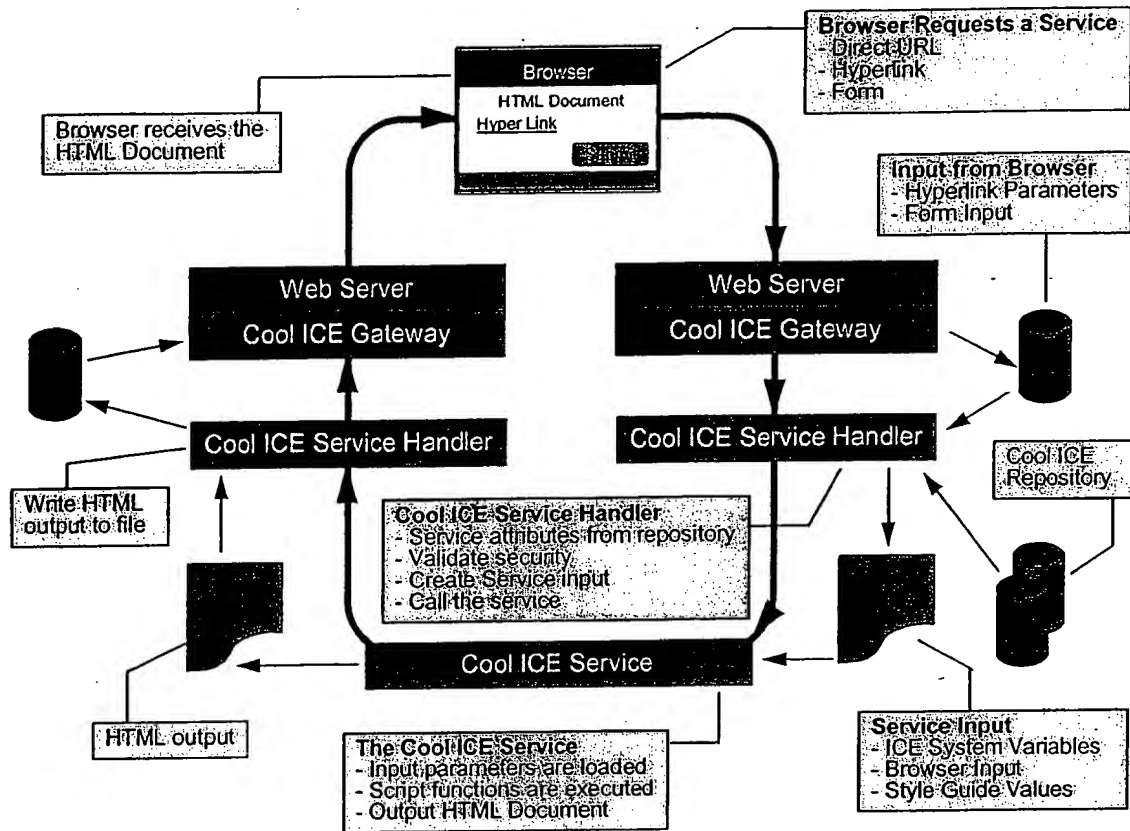 Browser Requests a Service
- Direct URL
- Hyperlink
- Form
Browser
HTML Document
Hyper Link
Browser receives the
HTML Document
Input from Browser
- Hyperlink Parameters
- Form Input
Web Server
Cool ICE Gateway
Web Server
Cool ICE Gateway
Cool ICE Service Handler
Cool ICE Service Handler
Cool ICE
Repository
Write HTML
output to file
Cool ICE Service Handler
- Service attributes from repository
- Validate security
- Create Service input
- Call the service
Cool ICE Service
HTML output
The Cool ICE Service
- Input parameters are loaded
- Script functions are executed
- Output HTML Document
Service Input
- ICE System Variables
- Browser Input
- Style Guide Values